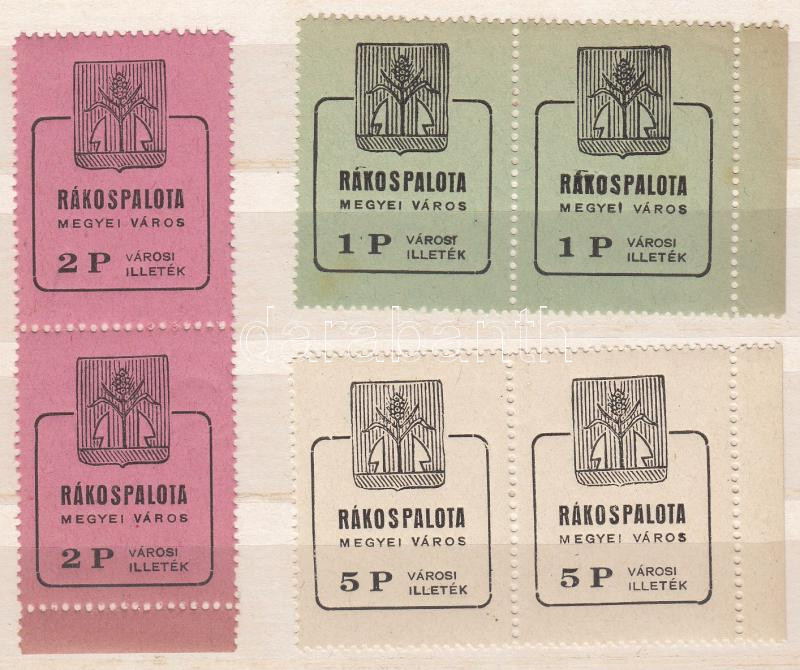 RÁKOSPALOTA
MEGYEI VÁROS
2 P VÁROSI
ILLETÉK
RÁKOSPALOTA
MEGYEI VÁROS
2 P VÁROSI
ILLETÉK
RÁKOSPALOTA
MEGYEI VÁROS
1 P VÁROSI
ILLETÉK
RÁKOSPALOTA
MEGYEI VÁROS
1 P VÁROSI
ILLETÉK
darabanth
RÁKOSPALOTA
MEGYEI VÁROS
5 P VÁROSI
ILLETÉK
RÁKOSPALOTA
MEGYEI VÁROS
5 P VÁROSI
ILLETÉK